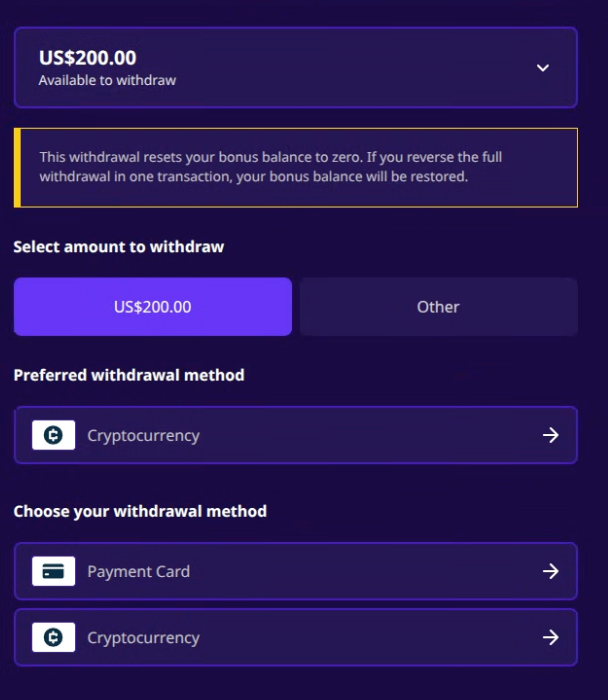 US$200.00
Available to withdraw
This withdrawal resets your bonus balance to zero. If you reverse the full
withdrawal in one transaction, your bonus balance will be restored.
Select amount to withdraw
US$200.00
Other
Preferred withdrawal method
Cryptocurrency
Choose your withdrawal method
Payment Card
Cryptocurrency